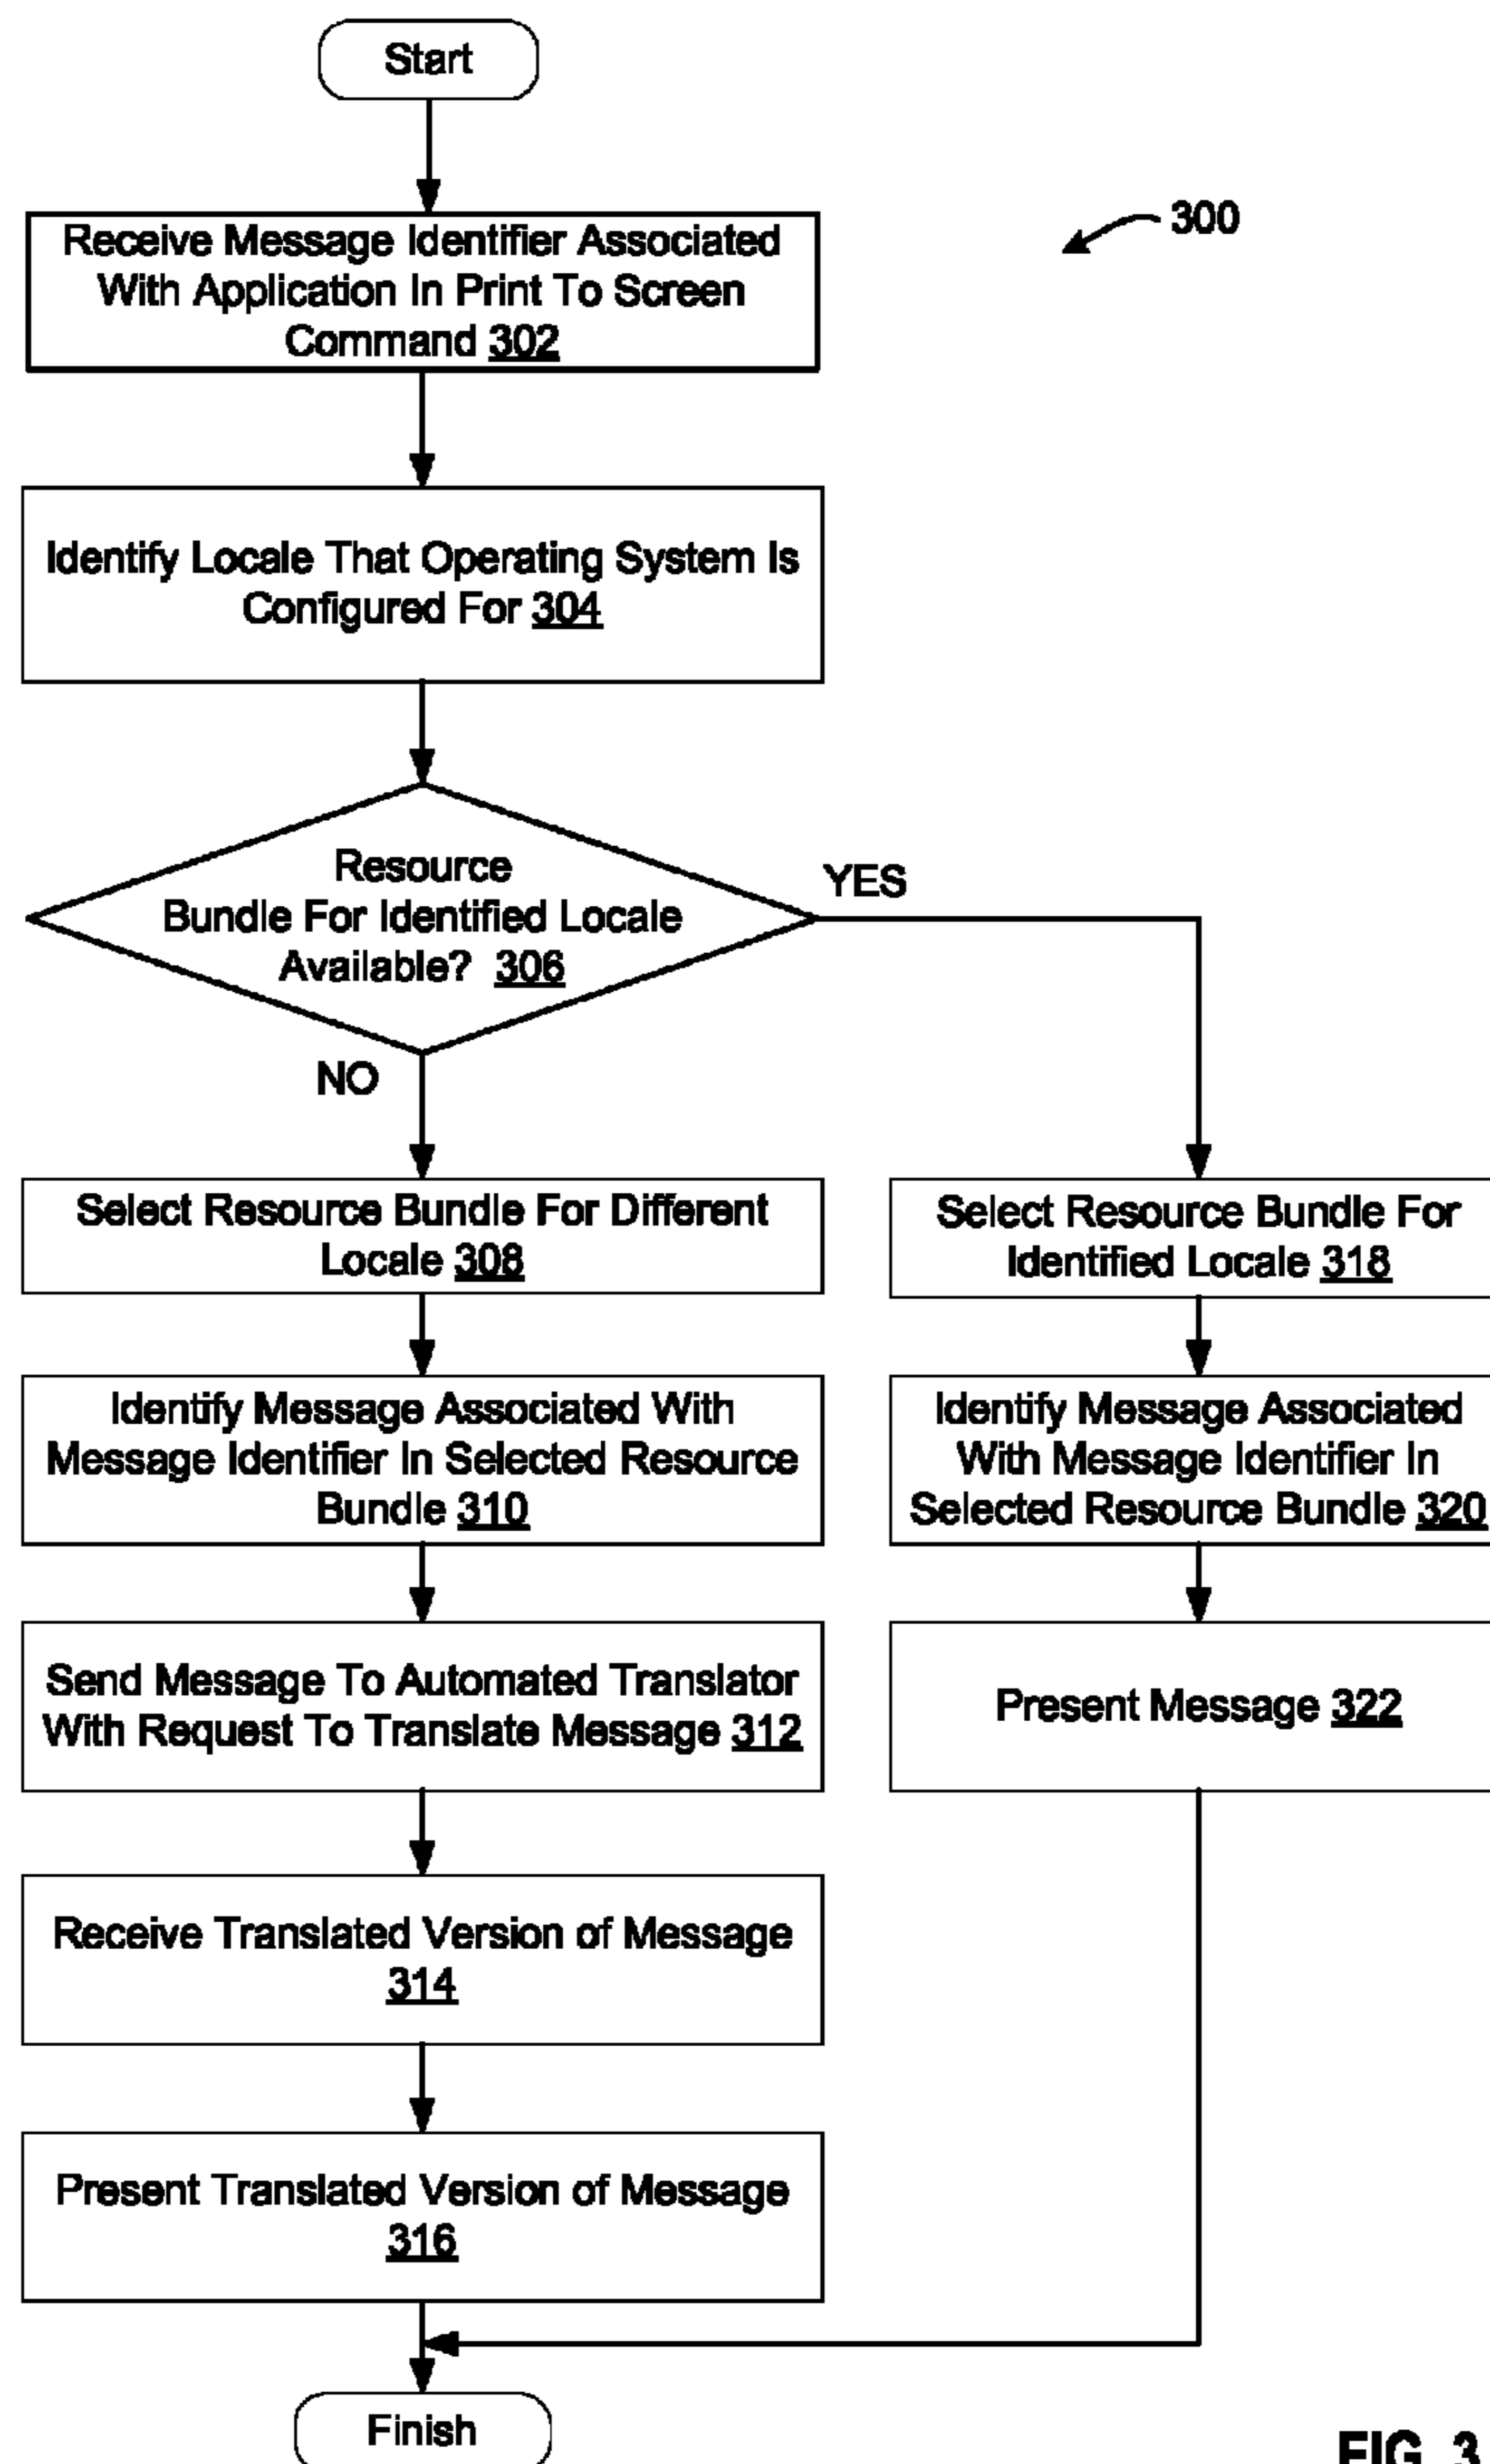 Start
300
Receive Message Identifier Associated
With Application In Print To Screen
Command 302
Identify Locale That Operating System Is
Configured For 304
Resource
Bundle For Identified Locale
Available? 306
YES
NO
Select Resource Bundle For Different
Locale 308
Select Resource Bundle For
Identified Locale 318
Identify Message Associated With
Message Identifier In Selected Resource
Bundle 310
Identify Message Associated
With Message Identifier In
Selected Resource Bundle 320
Send Message To Automated Translator
With Request To Translate Message 312
Present Message 322
Receive Translated Version of Message
314
Present Translated Version of Message
316
Finish
FIG. 3